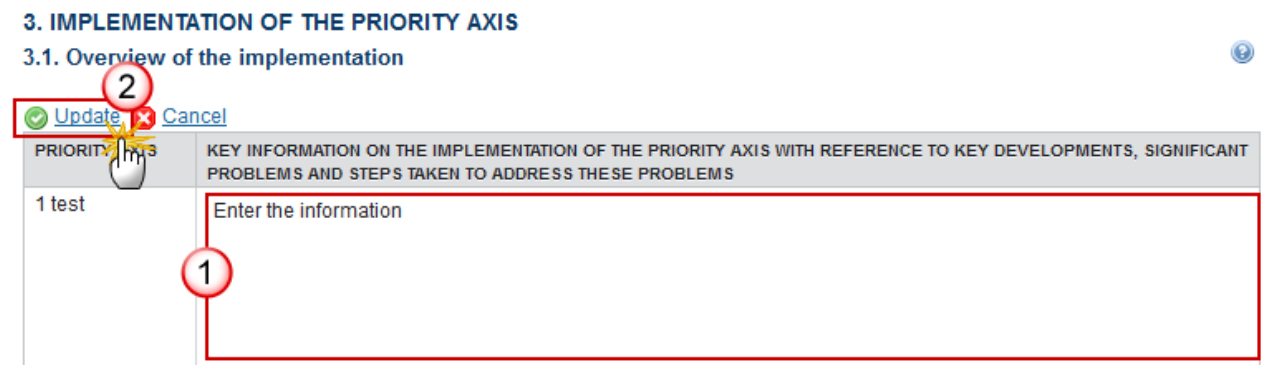 3. IMPLEMENTATION OF THE PRIORITY AXIS
3.1. Overview of the implementation
2
Update Cancel
PRIORITY AXIS KEY INFORMATION ON THE IMPLEMENTATION OF THE PRIORITY AXIS WITH REFERENCE TO KEY DEVELOPMENTS, SIGNIFICANT
PROBLEMS AND STEPS TAKEN TO ADDRESS THESE PROBLEMS
1 test Enter the information
1